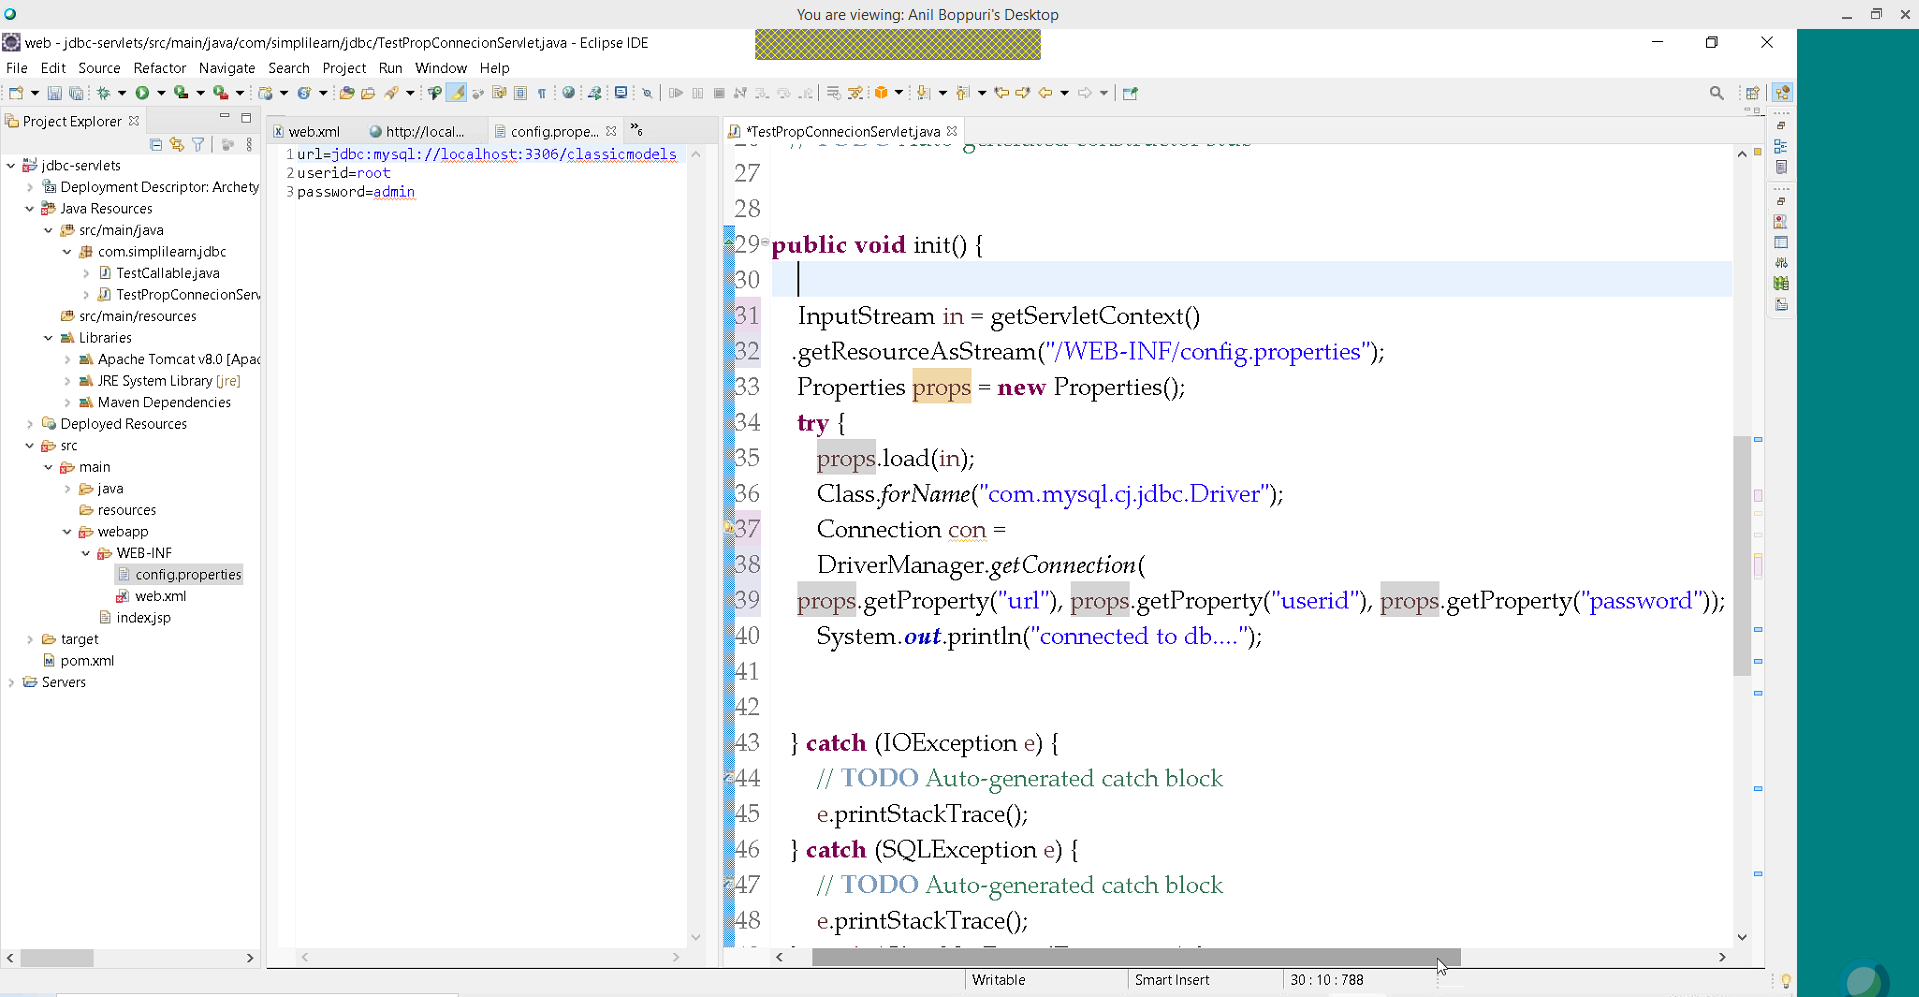 You are viewing: Anil Boppuri's Desktop
web - jdbc-servlets/src/main/java/com/simplilearn/jdbc/TestPropConnecionServlet.java - Eclipse IDE
File Edit Source Refactor Navigate Search Project Run Window Help
Project Explorer
jdbc-servlets
Deployment Descriptor: Archety
Java Resources
src/main/java
com.simplilearn.jdbc
TestCallable.java
TestPropConnecionServ
src/main/resources
Libraries
Apache Tomcat v8.0 [Apac
JRE System Library [jre]
Maven Dependencies
Deployed Resources
src
main
java
resources
webapp
WEB-INF
config.properties
web.xml
index.jsp
target
pom.xml
Servers
web.xml http://local... config.prope... »6
1 url=jdbc:mysql://localhost:3306/classicmodels
2 userid=root
3 password=admin
*TestPropConnecionServlet.java
26 // TODO Auto-generated constructor stub
27
28
29 public void init() {
30
31 InputStream in = getServletContext()
32 .getResourceAsStream("/WEB-INF/config.properties");
33 Properties props = new Properties();
34 try {
35 props.load(in);
36 Class.forName("com.mysql.cj.jdbc.Driver");
37 Connection con =
38 DriverManager.getConnection(
39 props.getProperty("url"), props.getProperty("userid"), props.getProperty("password"));
40 System.out.println("connected to db....");
41
42
43 } catch (IOException e) {
44 // TODO Auto-generated catch block
45 e.printStackTrace();
46 } catch (SQLException e) {
47 // TODO Auto-generated catch block
48 e.printStackTrace();
Writable Smart Insert 30 : 10 : 788